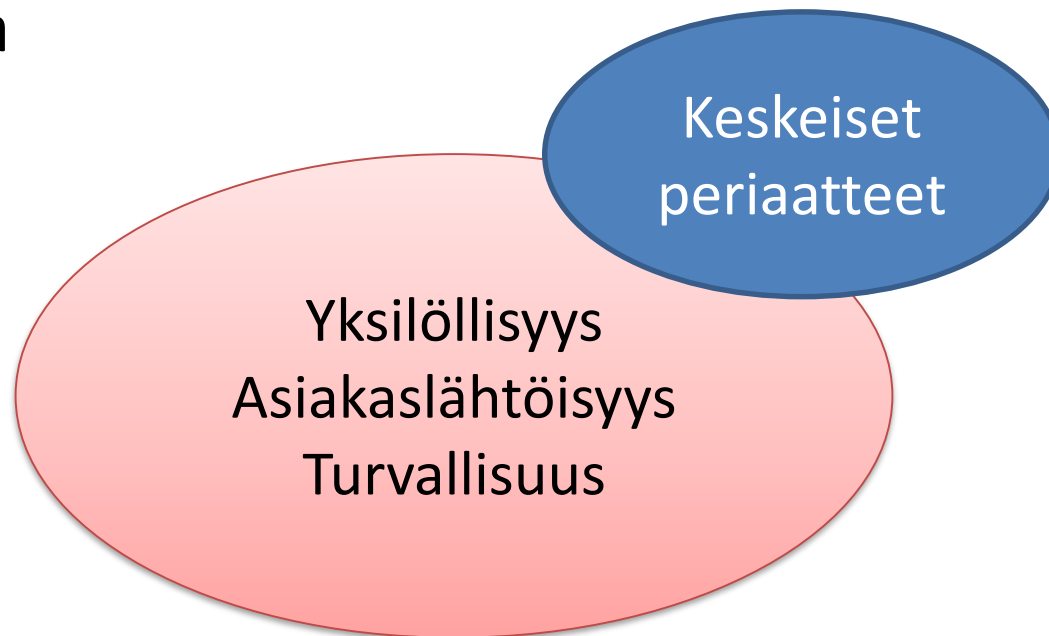 Keskeiset
periaatteet
Yksilöllisyys
Asiakaslähtöisyys
Turvallisuus